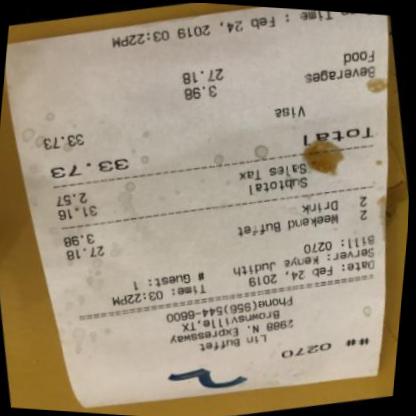 ## 0270
Lin Buffet
2988 N. Expressway
Brownsville,TX
Phone(956)544-6600
Date: Feb 24, 2019 Time: 03:22PM
Server: Kenya Judith # Guest: 1
Bill: 0270
2 Weekend Buffet 27.18
2 Drink 3.98
Subtotal 31.16
Sales Tax 2.57
Total 33.73
Visa 33.73
Beverages 3.98
Food 27.18
Time : Feb 24, 2019 03:22PM